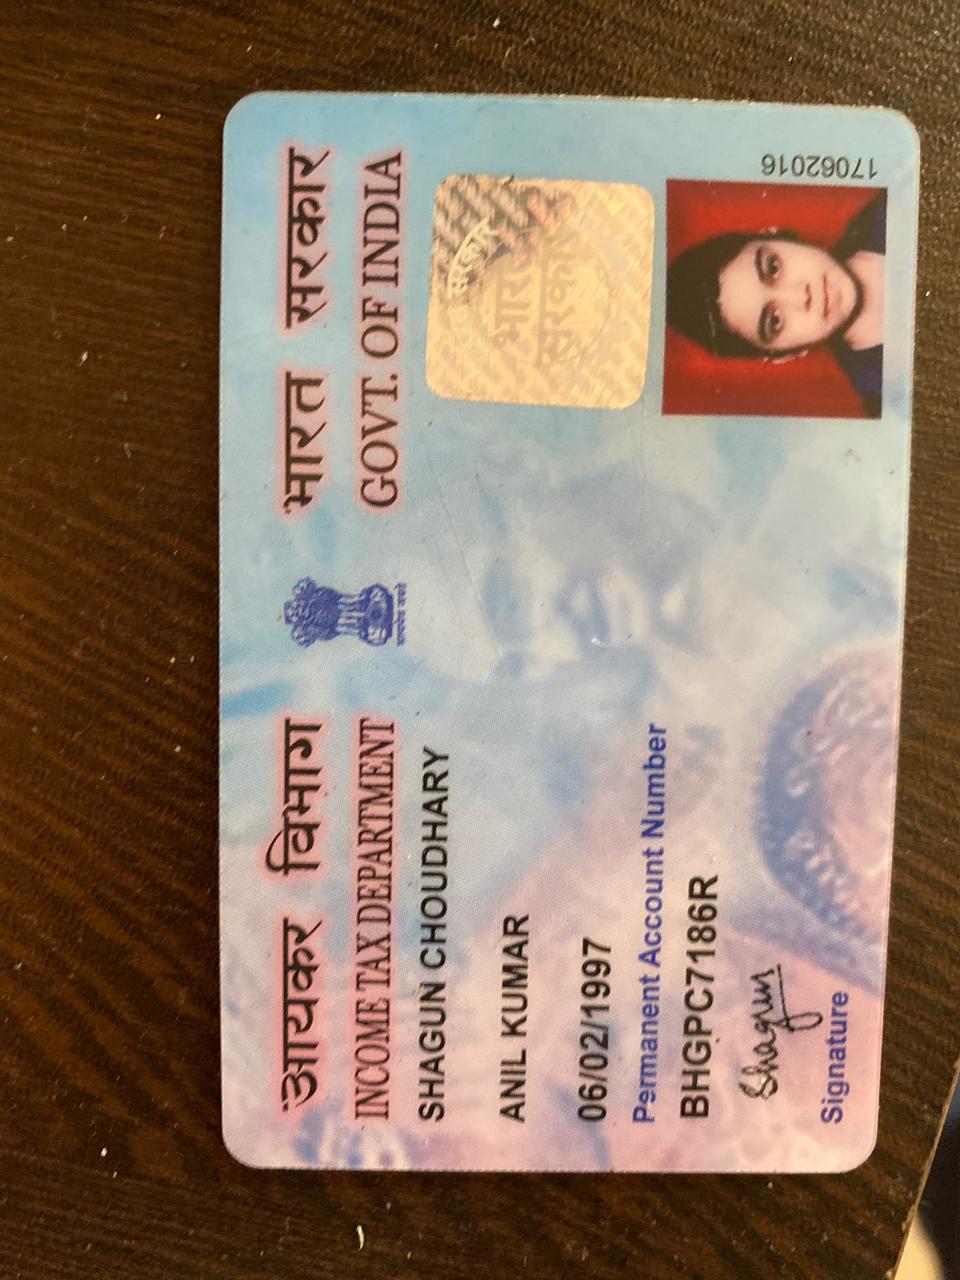 आयकर विभाग
INCOME TAX DEPARTMENT
भारत सरकार
GOVT. OF INDIA
SHAGUN CHOUDHARY
ANIL KUMAR
06/02/1997
Permanent Account Number
BHGPC7186R
Shagun
Signature
सत्यमेव जयते
भारत
सरकार
17062016